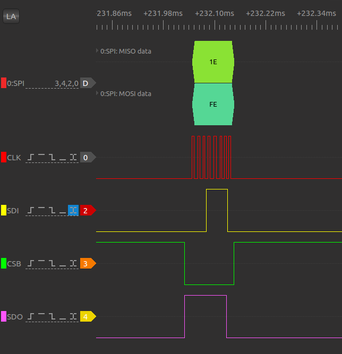 LA
231.86ms +231.98ms +232.10ms +232.22ms +232.34ms
0:SPI: MISO data
1E
0:SPI 3,4,2,0 D
0:SPI: MOSI data
FE
CLK 0
SDI 2
CSB 3
SDO 4